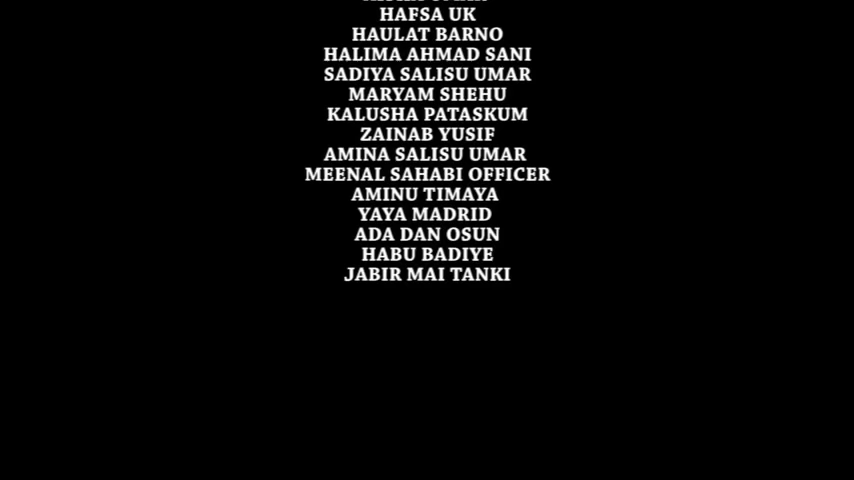 HAFSA UK
HAULAT BARNO
HALIMA AHMAD SANI
SADIYA SALISU UMAR
MARYAM SHEHU
KALUSHA PATASKUM
ZAINAB YUSIF
AMINA SALISU UMAR
MEENAL SAHABI OFFICER
AMINU TIMAYA
YAYA MADRID
ADA DAN OSUN
HABU BADIYE
JABIR MAI TANKI